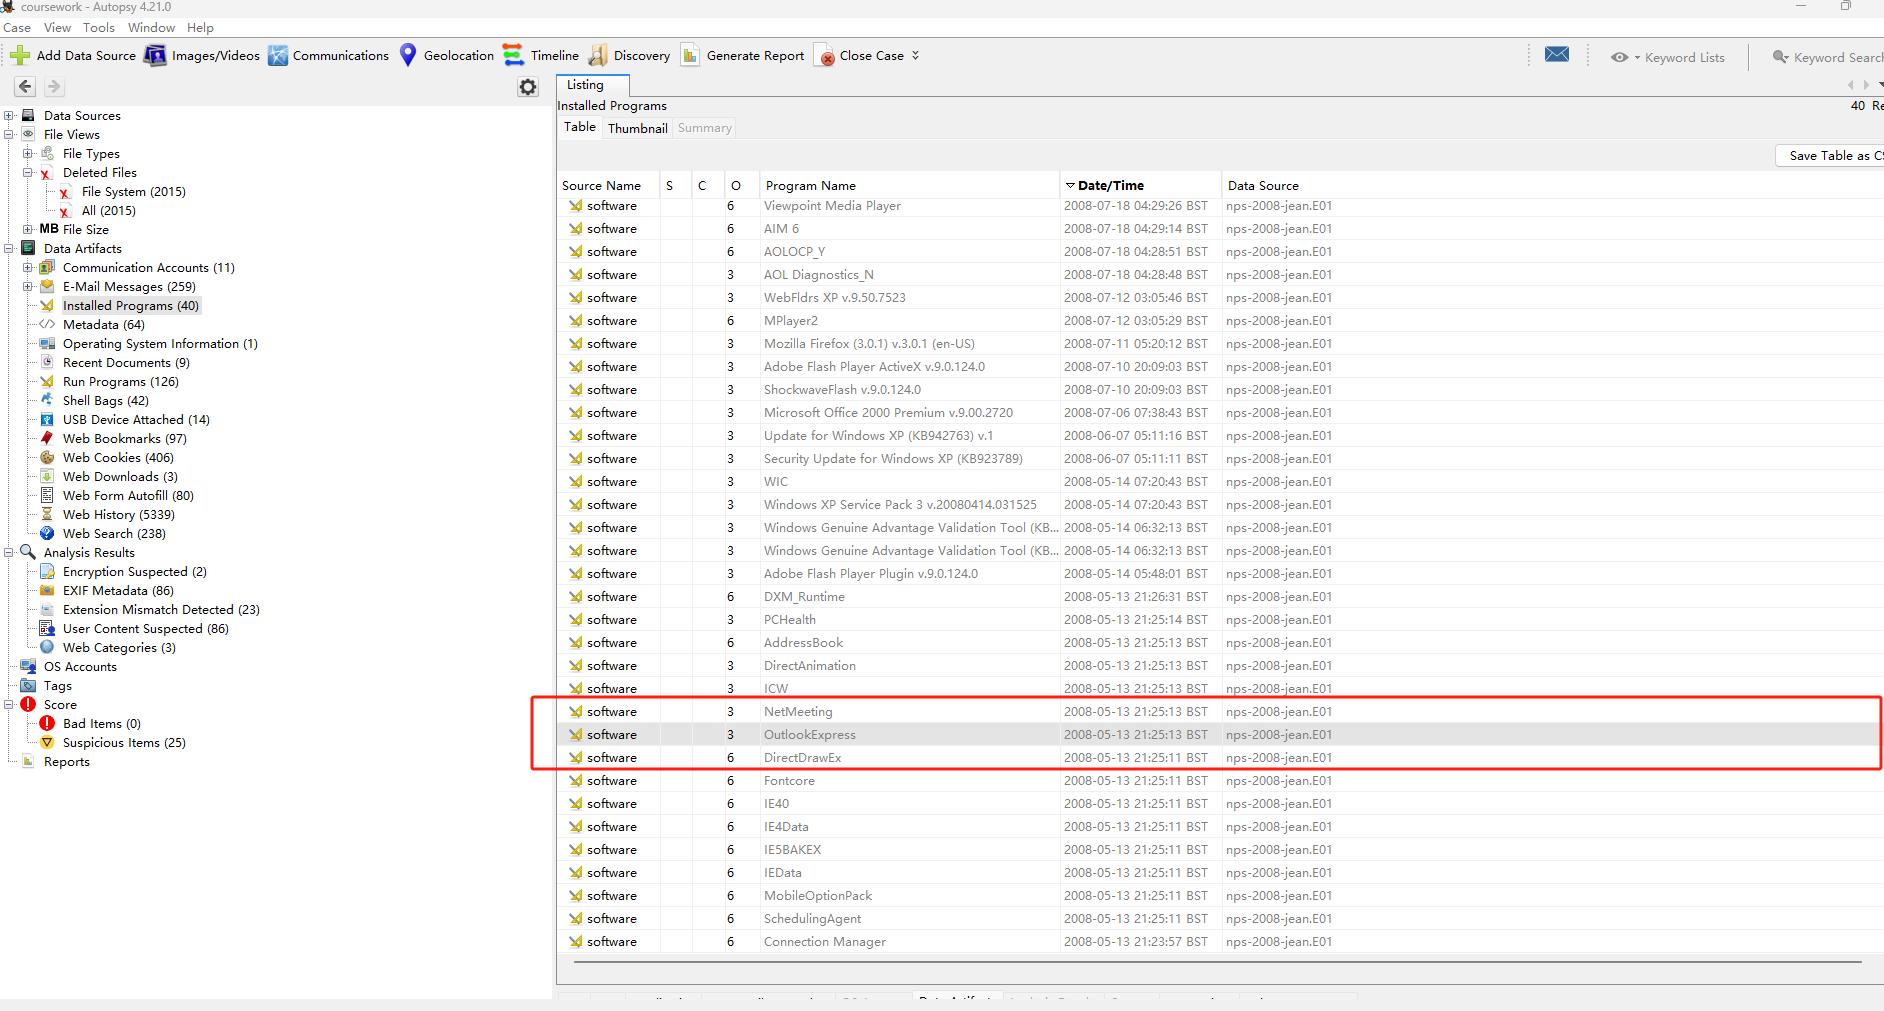 coursework - Autopsy 4.21.0
Case View Tools Window Help
Add Data Source Images/Videos Communications Geolocation Timeline Discovery Generate Report Close Case Keyword Lists Keyword Search
Listing
Installed Programs 40 Re
Table Thumbnail Summary
Save Table as CS
Data Sources
File Views
File Types
Deleted Files
File System (2015)
All (2015)
MB File Size
Data Artifacts
Communication Accounts (11)
E-Mail Messages (259)
Installed Programs (40)
Metadata (64)
Operating System Information (1)
Recent Documents (9)
Run Programs (126)
Shell Bags (42)
USB Device Attached (14)
Web Bookmarks (97)
Web Cookies (406)
Web Downloads (3)
Web Form Autofill (80)
Web History (5339)
Web Search (238)
Analysis Results
Encryption Suspected (2)
EXIF Metadata (86)
Extension Mismatch Detected (23)
User Content Suspected (86)
Web Categories (3)
OS Accounts
Tags
Score
Bad Items (0)
Suspicious Items (25)
Reports
Source Name S C O Program Name Date/Time Data Source
software 6 Viewpoint Media Player 2008-07-18 04:29:26 BST nps-2008-jean.E01
software 6 AIM 6 2008-07-18 04:29:14 BST nps-2008-jean.E01
software 6 AOLOCP_Y 2008-07-18 04:28:51 BST nps-2008-jean.E01
software 3 AOL Diagnostics_N 2008-07-18 04:28:48 BST nps-2008-jean.E01
software 3 WebFldrs XP v.9.50.7523 2008-07-12 03:05:46 BST nps-2008-jean.E01
software 6 MPlayer2 2008-07-12 03:05:29 BST nps-2008-jean.E01
software 3 Mozilla Firefox (3.0.1) v.3.0.1 (en-US) 2008-07-11 05:20:12 BST nps-2008-jean.E01
software 3 Adobe Flash Player ActiveX v.9.0.124.0 2008-07-10 20:09:03 BST nps-2008-jean.E01
software 3 ShockwaveFlash v.9.0.124.0 2008-07-10 20:09:03 BST nps-2008-jean.E01
software 3 Microsoft Office 2000 Premium v.9.00.2720 2008-07-06 07:38:43 BST nps-2008-jean.E01
software 3 Update for Windows XP (KB942763) v.1 2008-06-07 05:11:16 BST nps-2008-jean.E01
software 3 Security Update for Windows XP (KB923789) 2008-06-07 05:11:11 BST nps-2008-jean.E01
software 3 WIC 2008-05-14 07:20:43 BST nps-2008-jean.E01
software 3 Windows XP Service Pack 3 v.20080414.031525 2008-05-14 07:20:43 BST nps-2008-jean.E01
software 3 Windows Genuine Advantage Validation Tool (KB... 2008-05-14 06:32:13 BST nps-2008-jean.E01
software 3 Windows Genuine Advantage Validation Tool (KB... 2008-05-14 06:32:13 BST nps-2008-jean.E01
software 3 Adobe Flash Player Plugin v.9.0.124.0 2008-05-14 05:48:01 BST nps-2008-jean.E01
software 6 DXM_Runtime 2008-05-13 21:26:31 BST nps-2008-jean.E01
software 3 PCHealth 2008-05-13 21:25:14 BST nps-2008-jean.E01
software 6 AddressBook 2008-05-13 21:25:13 BST nps-2008-jean.E01
software 3 DirectAnimation 2008-05-13 21:25:13 BST nps-2008-jean.E01
software 3 ICW 2008-05-13 21:25:13 BST nps-2008-jean.E01
software 3 NetMeeting 2008-05-13 21:25:13 BST nps-2008-jean.E01
software 3 OutlookExpress 2008-05-13 21:25:13 BST nps-2008-jean.E01
software 6 DirectDrawEx 2008-05-13 21:25:11 BST nps-2008-jean.E01
software 6 Fontcore 2008-05-13 21:25:11 BST nps-2008-jean.E01
software 6 IE40 2008-05-13 21:25:11 BST nps-2008-jean.E01
software 6 IE4Data 2008-05-13 21:25:11 BST nps-2008-jean.E01
software 6 IE5BAKEX 2008-05-13 21:25:11 BST nps-2008-jean.E01
software 6 IEData 2008-05-13 21:25:11 BST nps-2008-jean.E01
software 6 MobileOptionPack 2008-05-13 21:25:11 BST nps-2008-jean.E01
software 6 SchedulingAgent 2008-05-13 21:25:11 BST nps-2008-jean.E01
software 6 Connection Manager 2008-05-13 21:23:57 BST nps-2008-jean.E01